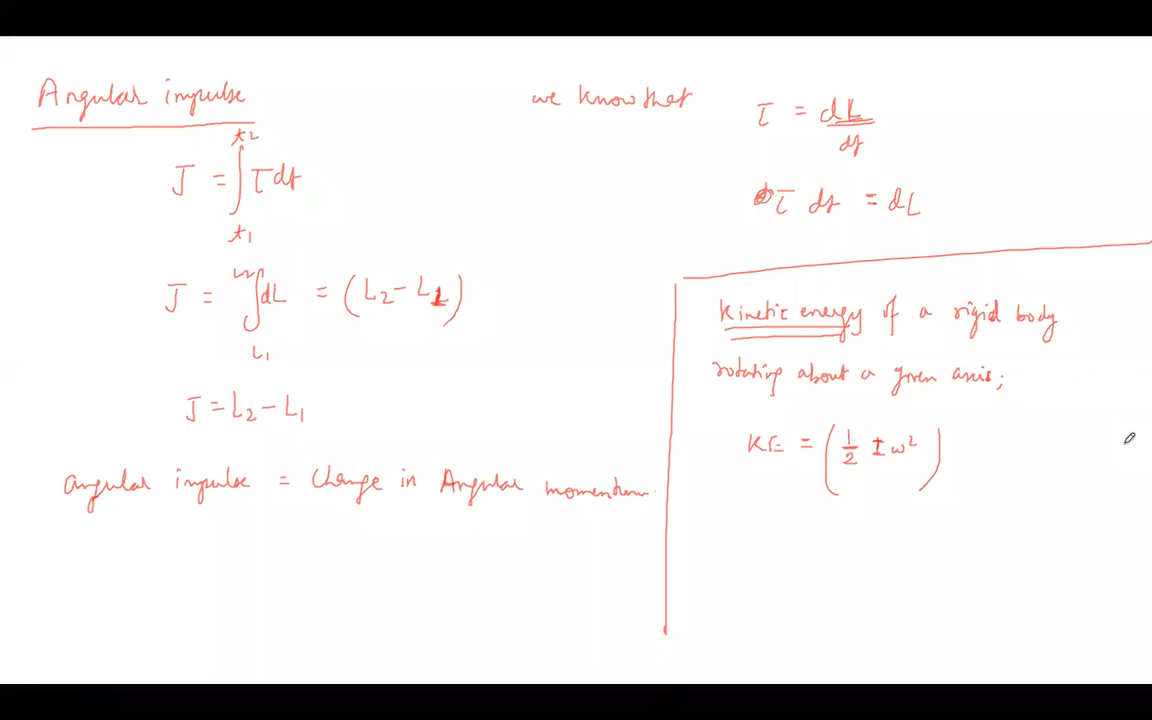 Angular impulse
J = ∫_{t1}^{t2} τ dt
J = ∫_{L1}^{L2} dL = (L2 - L1)
J = L2 - L1
angular impulse = Change in Angular momentum.
we know that
τ = dL/dt
τ dt = dL
Kinetic energy of a rigid body
rotating about a given axis;
KE = (1/2 I ω²)